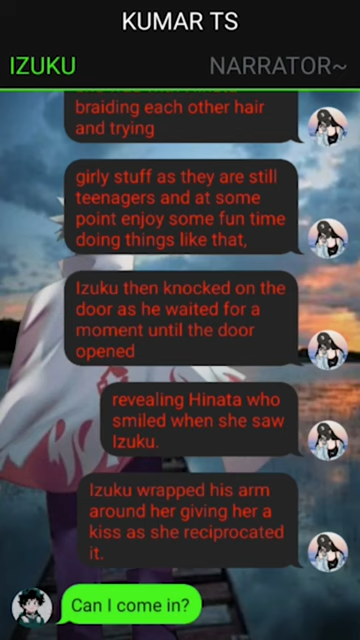 KUMAR TS
IZUKU
NARRATOR~
braiding each other hair
and trying
girly stuff as they are still
teenagers and at some
point enjoy some fun time
doing things like that,
Izuku then knocked on the
door as he waited for a
moment until the door
opened
revealing Hinata who
smiled when she saw
Izuku.
Izuku wrapped his arm
around her giving her a
kiss as she reciprocated
it.
Can I come in?